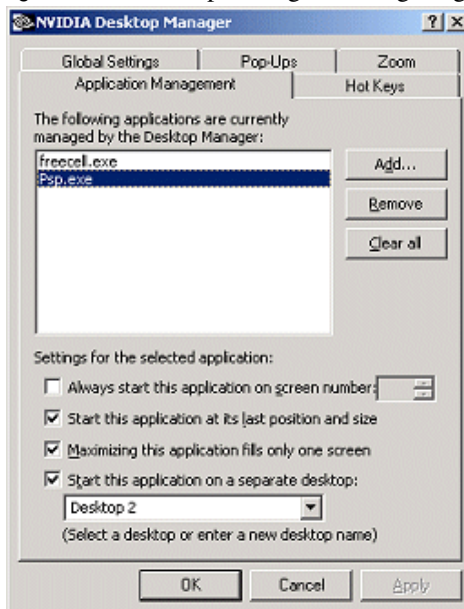 NVIDIA Desktop Manager
Global Settings Pop-Ups Zoom
Application Management Hot Keys
The following applications are currently
managed by the Desktop Manager:
freecell.exe
Psp.exe
Add...
Remove
Clear all
Settings for the selected application:
Always start this application on screen number:
Start this application at its last position and size
Maximizing this application fills only one screen
Start this application on a separate desktop:
Desktop 2
(Select a desktop or enter a new desktop name)
OK Cancel Apply